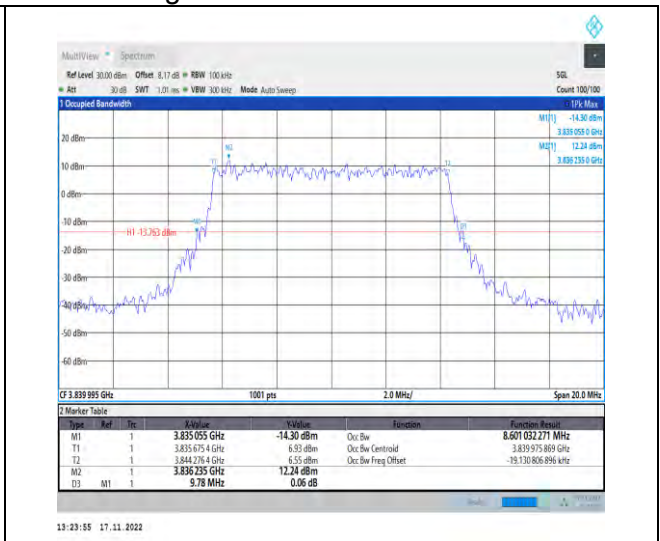 MultiView Spectrum
Ref Level 30.00 dBm Offset 8.17 dB RBW 100 kHz SGL
Att 30 dB SWT 1.01 ms VBW 300 kHz Mode Auto Sweep Count 100/100
1 Occupied Bandwidth 1Pk Max
M1[1] -14.30 dBm
3.835 055 0 GHz
20 dBm
M2
M2[1] 12.24 dBm
3.836 235 0 GHz
10 dBm
T1
T2
0 dBm
-10 dBm
H1 -13.763 dBm
-20 dBm
-30 dBm
-40 dBm
-50 dBm
-60 dBm
CF 3.839 995 GHz 1001 pts 2.0 MHz/ Span 20.0 MHz
2 Marker Table
Type Ref Trc X-Value Y-Value Function Function Result
M1 1 3.835 055 GHz -14.30 dBm Occ Bw 8.601 032 271 MHz
T1 1 3.835 675 4 GHz 6.93 dBm Occ Bw Centroid 3.839 975 869 GHz
T2 1 3.844 276 4 GHz 6.55 dBm Occ Bw Freq Offset -19.130 806 896 kHz
M2 1 3.836 235 GHz 12.24 dBm
D3 M1 1 9.78 MHz 0.06 dB
13:23:55 17.11.2022